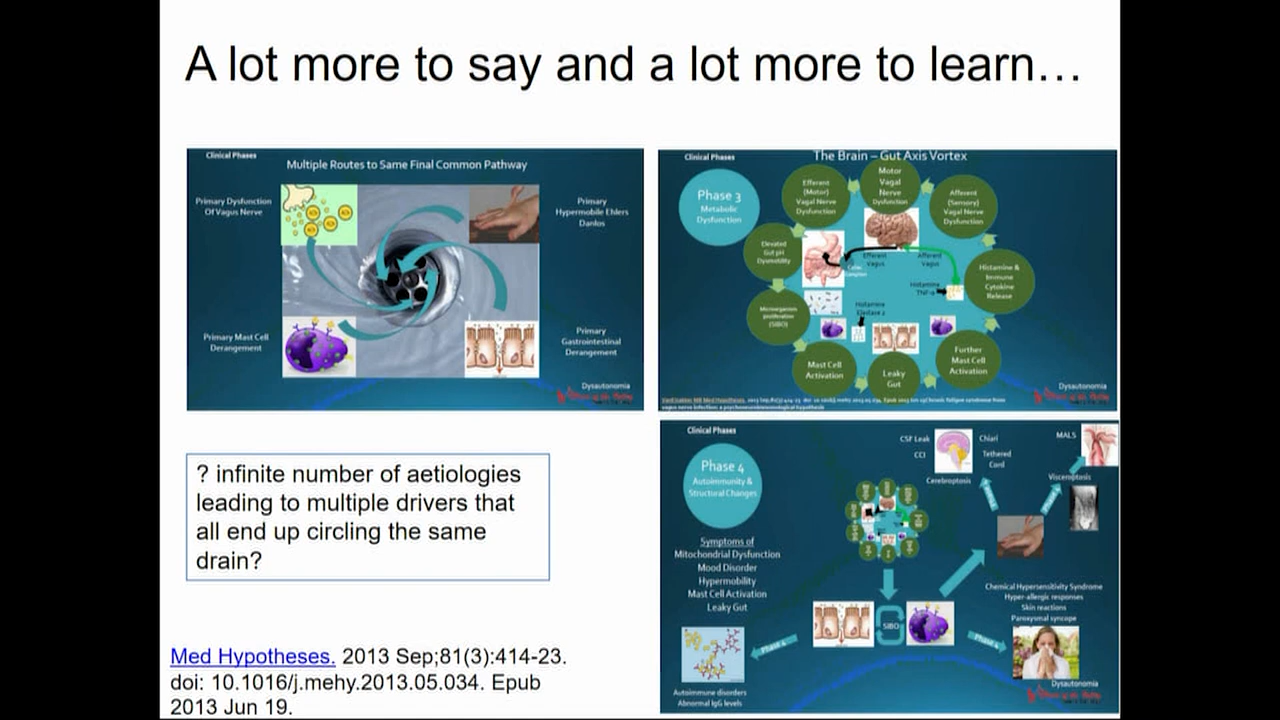 A lot more to say and a lot more to learn…
Clinical Phases
Multiple Routes to Same Final Common Pathway
Primary Dysfunction
Of Vagus Nerve
Primary
Hypermobile Ehlers
Danlos
Primary Mast Cell
Derangement
Primary
Gastrointestinal
Derangement
Dysautonomia
Clinical Phases
The Brain – Gut Axis Vortex
Phase 3
Metabolic
Dysfunction
Efferent
(Motor)
Vagal Nerve
Dysfunction
Motor
Vagal
Nerve
Dysfunction
Afferent
(Sensory)
Vagal Nerve
Dysfunction
Elevated
Gut pH
Dysmotility
Efferent
Vagus
Afferent
Vagus
Histamine &
Immune
Cytokine
Release
Histamine
Histamine
Microorganism
proliferation
(SIBO)
Mast Cell
Activation
Leaky
Gut
Further
Mast Cell
Activation
Dysautonomia
? infinite number of aetiologies
leading to multiple drivers that
all end up circling the same
drain?
Med Hypotheses. 2013 Sep;81(3):414-23.
doi: 10.1016/j.mehy.2013.05.034. Epub
2013 Jun 19.
Clinical Phases
Phase 4
Autoimmunity &
Structural Changes
CSF Leak
CCI
Chiari
Tethered
Cord
Cerebroptosis
MALS
Visceroptosis
Symptoms of
Mitochondrial Dysfunction
Mood Disorder
Hypermobility
Mast Cell Activation
Leaky Gut
Chemical Hypersensitivity Syndrome
Hyper-allergic responses
Skin reactions
Paroxysmal syncope
SIBO
Autoimmune disorders
Abnormal IgG levels
Dysautonomia